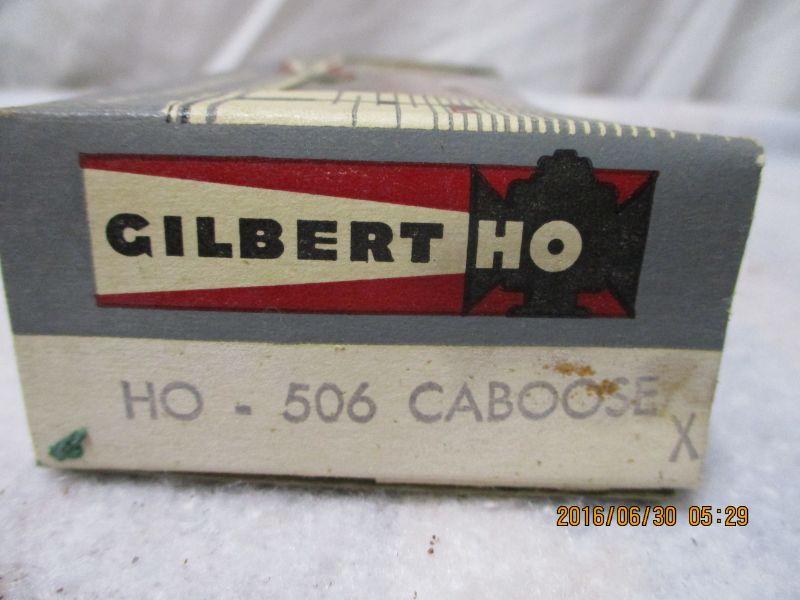 GILBERT HO
HO - 506 CABOOSE
X
2016/06/30 05:29